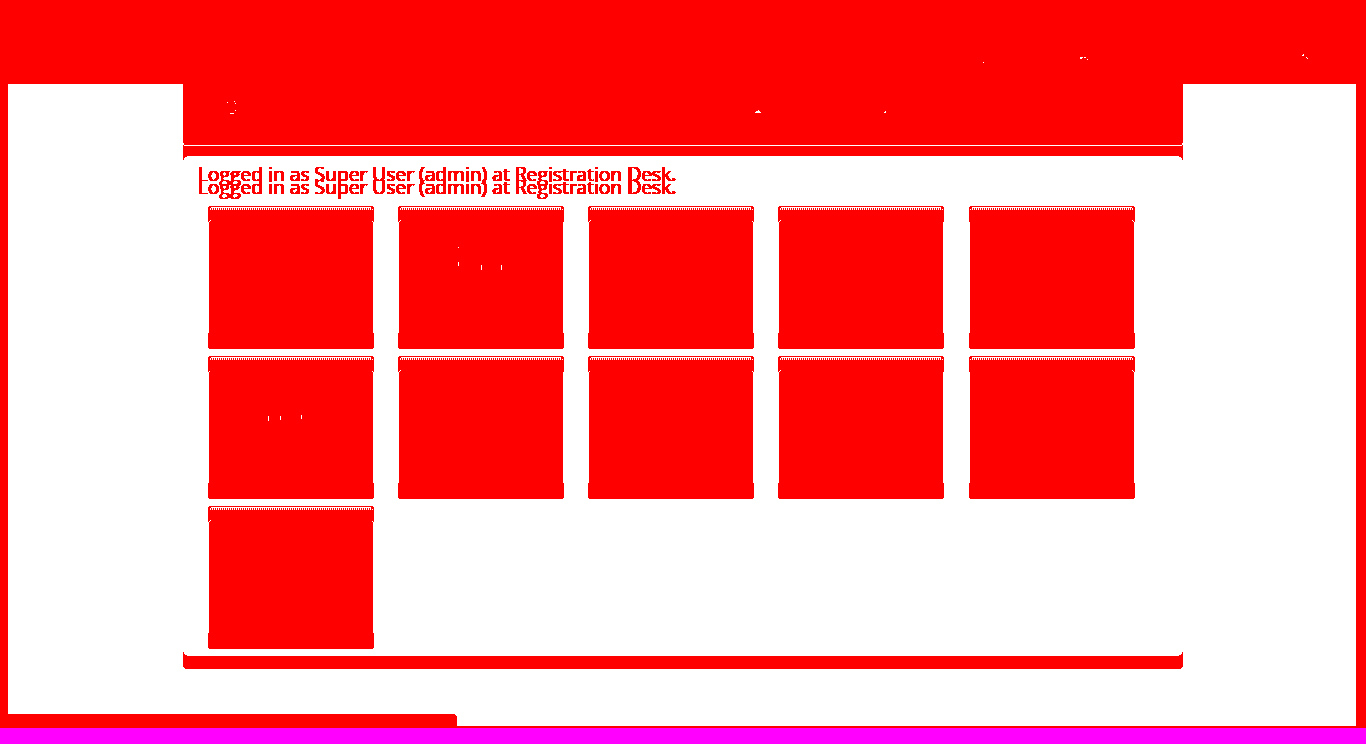 Logged in as Super User (admin) at Registration Desk.
Logged in as Super User (admin) at Registration Desk.